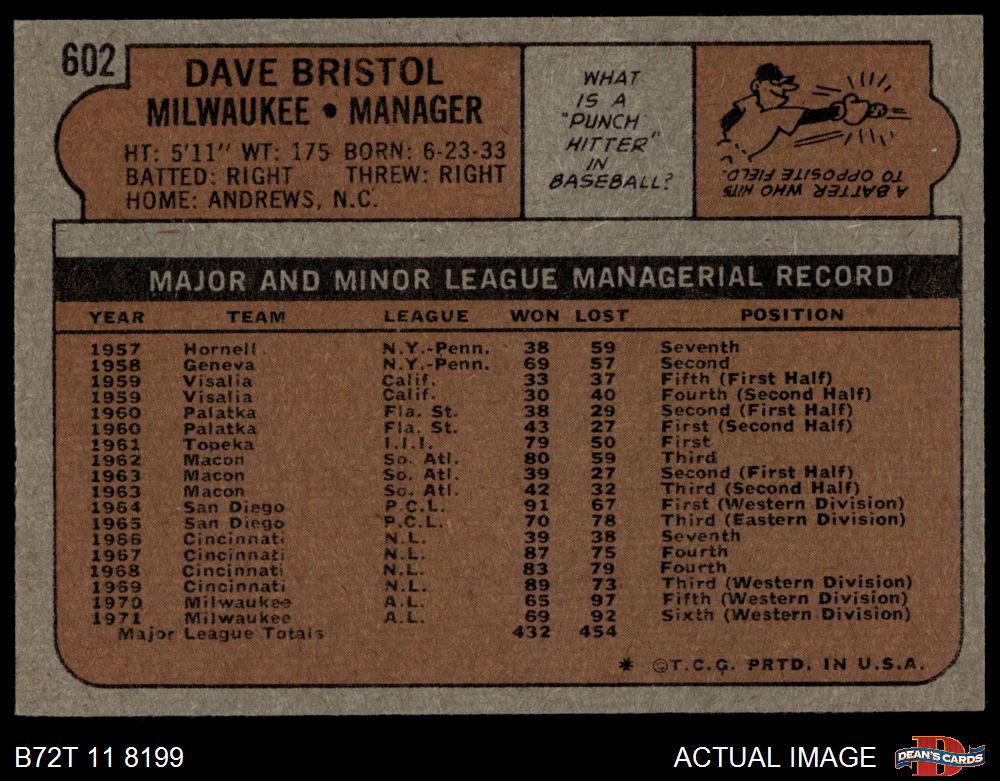 602
DAVE BRISTOL
MILWAUKEE • MANAGER
HT: 5'11" WT: 175 BORN: 6-23-33
BATTED: RIGHT THREW: RIGHT
HOME: ANDREWS, N.C.
WHAT
IS A
"PUNCH
HITTER"
IN
BASEBALL?
A BATTER WHO HITS
TO OPPOSITE FIELD.
MAJOR AND MINOR LEAGUE MANAGERIAL RECORD
YEAR TEAM LEAGUE WON LOST POSITION
1957 Hornell N.Y.-Penn. 38 59 Seventh
1958 Geneva N.Y.-Penn. 69 57 Second
1959 Visalia Calif. 33 37 Fifth (First Half)
1959 Visalia Calif. 30 40 Fourth (Second Half)
1960 Palatka Fla. St. 38 29 Second (First Half)
1960 Palatka Fla. St. 43 27 First (Second Half)
1961 Topeka I.I.I. 79 50 First
1962 Macon So. Atl. 80 59 Third
1963 Macon So. Atl. 39 27 Second (First Half)
1963 Macon So. Atl. 42 32 Third (Second Half)
1964 San Diego P.C.L. 91 67 First (Western Division)
1965 San Diego P.C.L. 70 78 Third (Eastern Division)
1966 Cincinnati N.L. 39 38 Seventh
1967 Cincinnati N.L. 87 75 Fourth
1968 Cincinnati N.L. 83 79 Fourth
1969 Cincinnati N.L. 89 73 Third (Western Division)
1970 Milwaukee A.L. 65 97 Fifth (Western Division)
1971 Milwaukee A.L. 69 92 Sixth (Western Division)
Major League Totals 432 454
* ©T.C.G. PRTD. IN U.S.A.
B72T 11 8199 ACTUAL IMAGE
D
DEAN'S CARDS